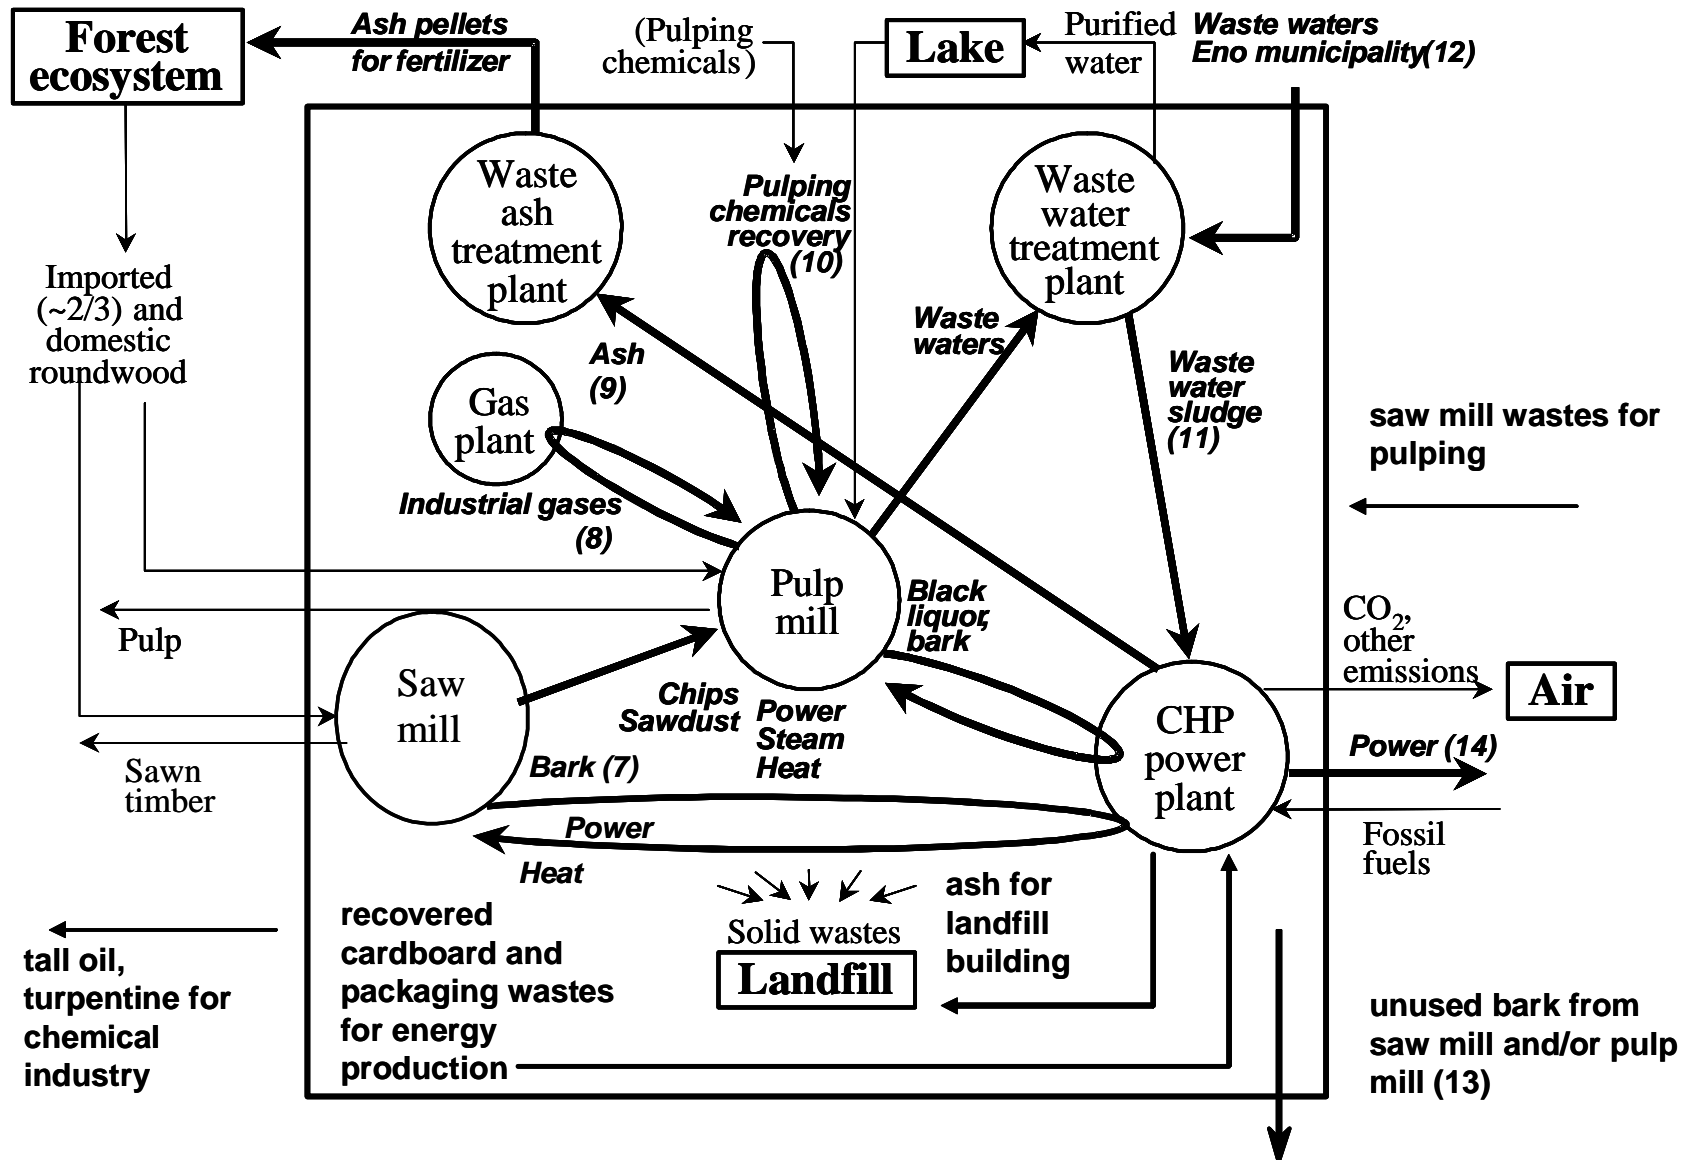 Forest
ecosystem
Ash pellets
for fertilizer
(Pulping
chemicals)
Lake
Purified
water
Waste waters
Eno municipality(12)
Waste
ash
treatment
plant
Pulping
chemicals
recovery
(10)
Waste
water
treatment
plant
Imported
(~2/3) and
domestic
roundwood
Ash
(9)
Waste
waters
Waste
water
sludge
(11)
Gas
plant
Industrial gases
(8)
saw mill wastes for
pulping
Pulp
mill
Black
liquor,
bark
Pulp
CO2,
other
emissions
Air
Saw
mill
Chips
Sawdust
Power
Steam
Heat
CHP
power
plant
Power (14)
Sawn
timber
Bark (7)
Power
Heat
Fossil
fuels
recovered
cardboard and
packaging wastes
for energy
production
Solid wastes
Landfill
ash for
landfill
building
tall oil,
turpentine for
chemical
industry
unused bark from
saw mill and/or pulp
mill (13)